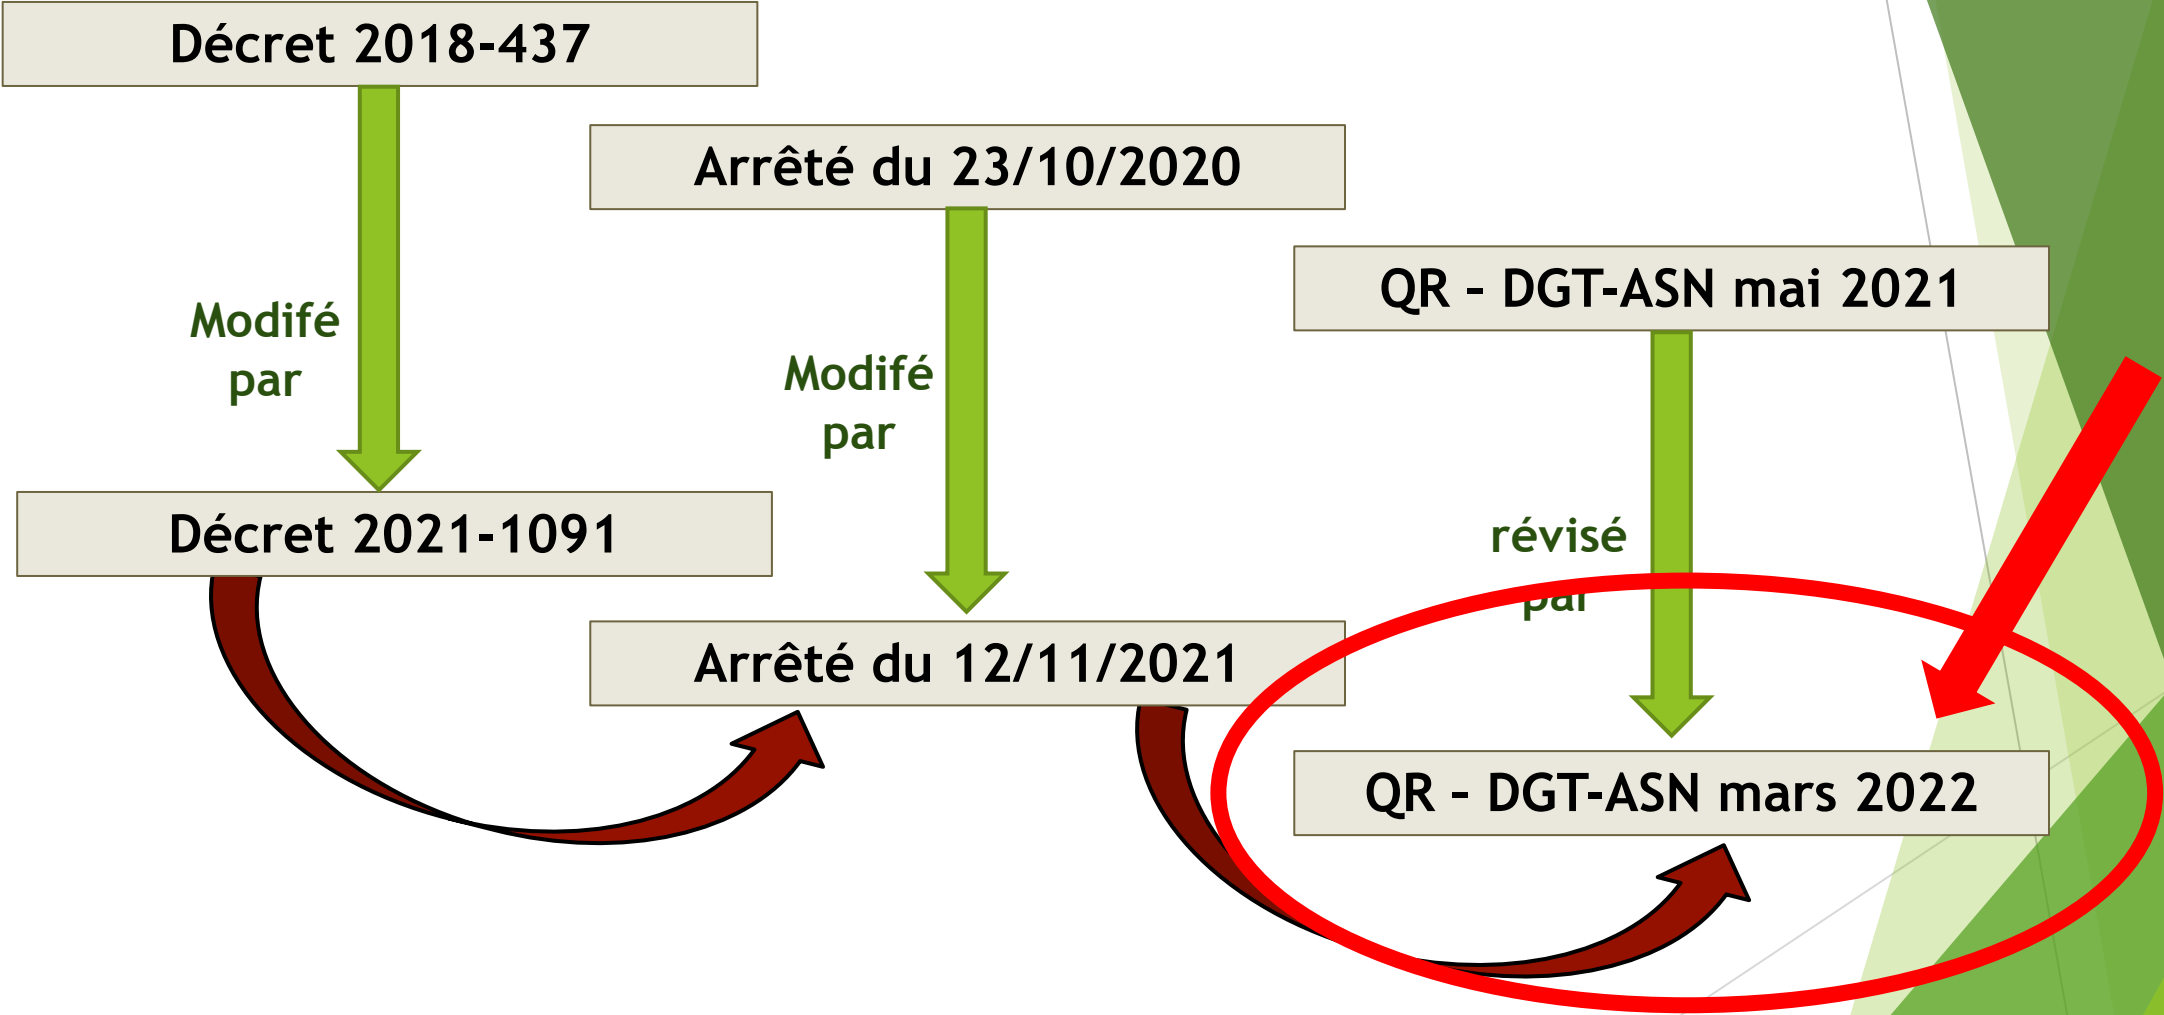 Décret 2018-437
Arrêté du 23/10/2020
QR – DGT-ASN mai 2021
Modifé
par
Modifé
par
Décret 2021-1091
révisé
par
Arrêté du 12/11/2021
QR – DGT-ASN mars 2022